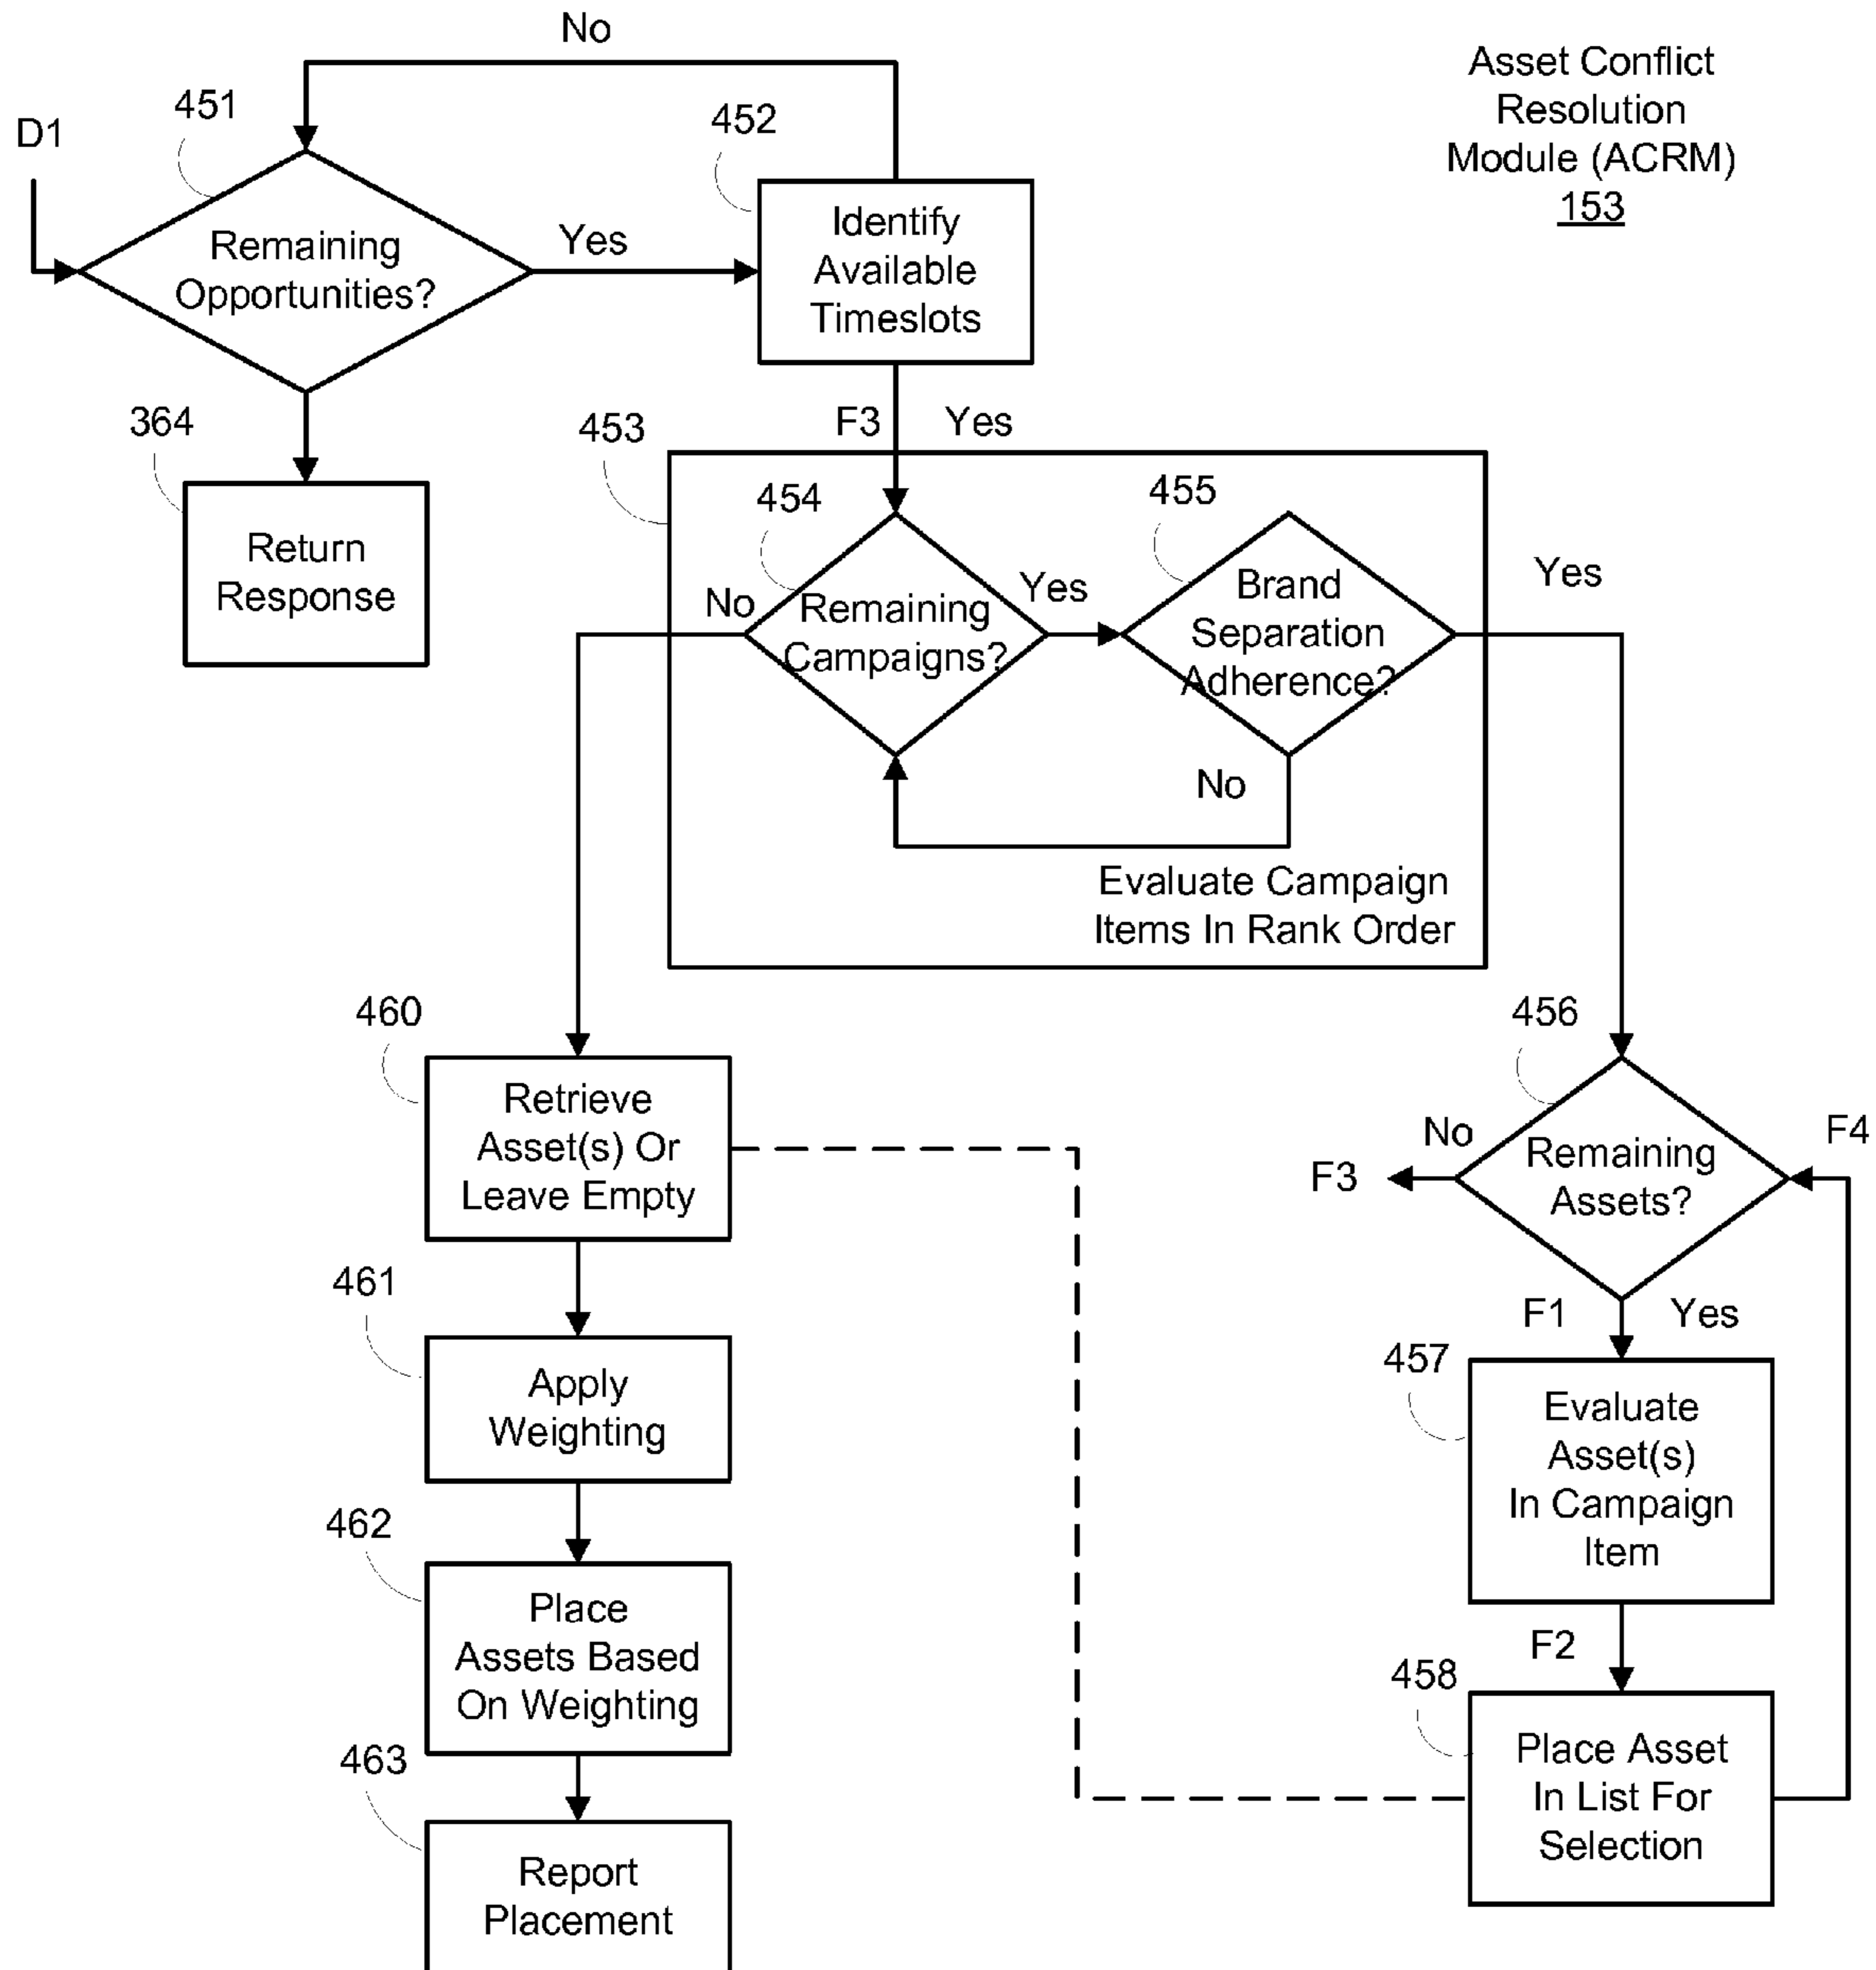 No
Asset Conflict
Resolution
Module (ACRM)
153
D1
451
452
Remaining
Opportunities?
Yes
Identify
Available
Timeslots
364
Return
Response
F3
Yes
453
454
455
No
Remaining
Campaigns?
Yes
Brand
Separation
Adherence?
Yes
No
Evaluate Campaign
Items In Rank Order
460
Retrieve
Asset(s) Or
Leave Empty
456
No
F3
Remaining
Assets?
F4
F1
Yes
461
Apply
Weighting
457
Evaluate
Asset(s)
In Campaign
Item
462
Place
Assets Based
On Weighting
F2
458
Place Asset
In List For
Selection
463
Report
Placement